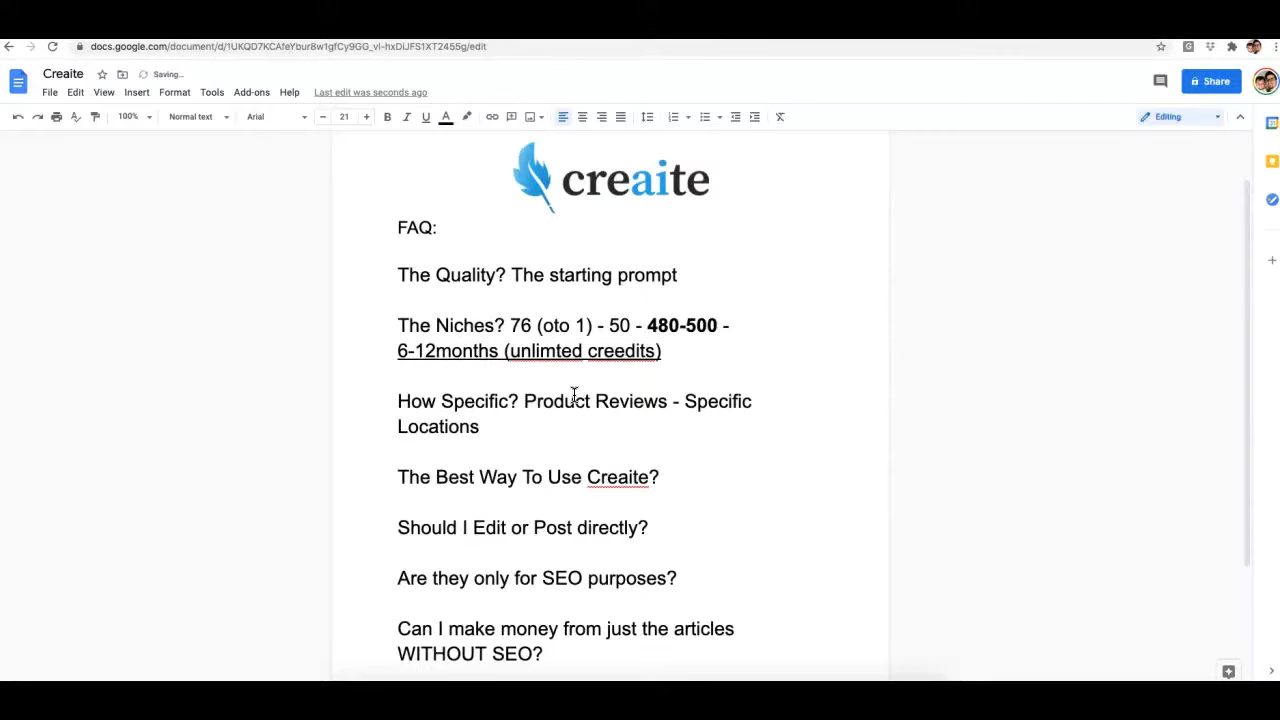 docs.google.com/document/d/1UKQD7KCAfeYbur8w1gfCy9GG_vl-hxDiJFS1XT2455g/edit
Creaite
Saving...
File Edit View Insert Format Tools Add-ons Help Last edit was seconds ago
Share
100% Normal text Arial 21 B I U A Editing
creaite
FAQ:
The Quality? The starting prompt
The Niches? 76 (oto 1) - 50 - 480-500 -
6-12months (unlimted creedits)
How Specific? Product Reviews - Specific
Locations
The Best Way To Use Creaite?
Should I Edit or Post directly?
Are they only for SEO purposes?
Can I make money from just the articles
WITHOUT SEO?